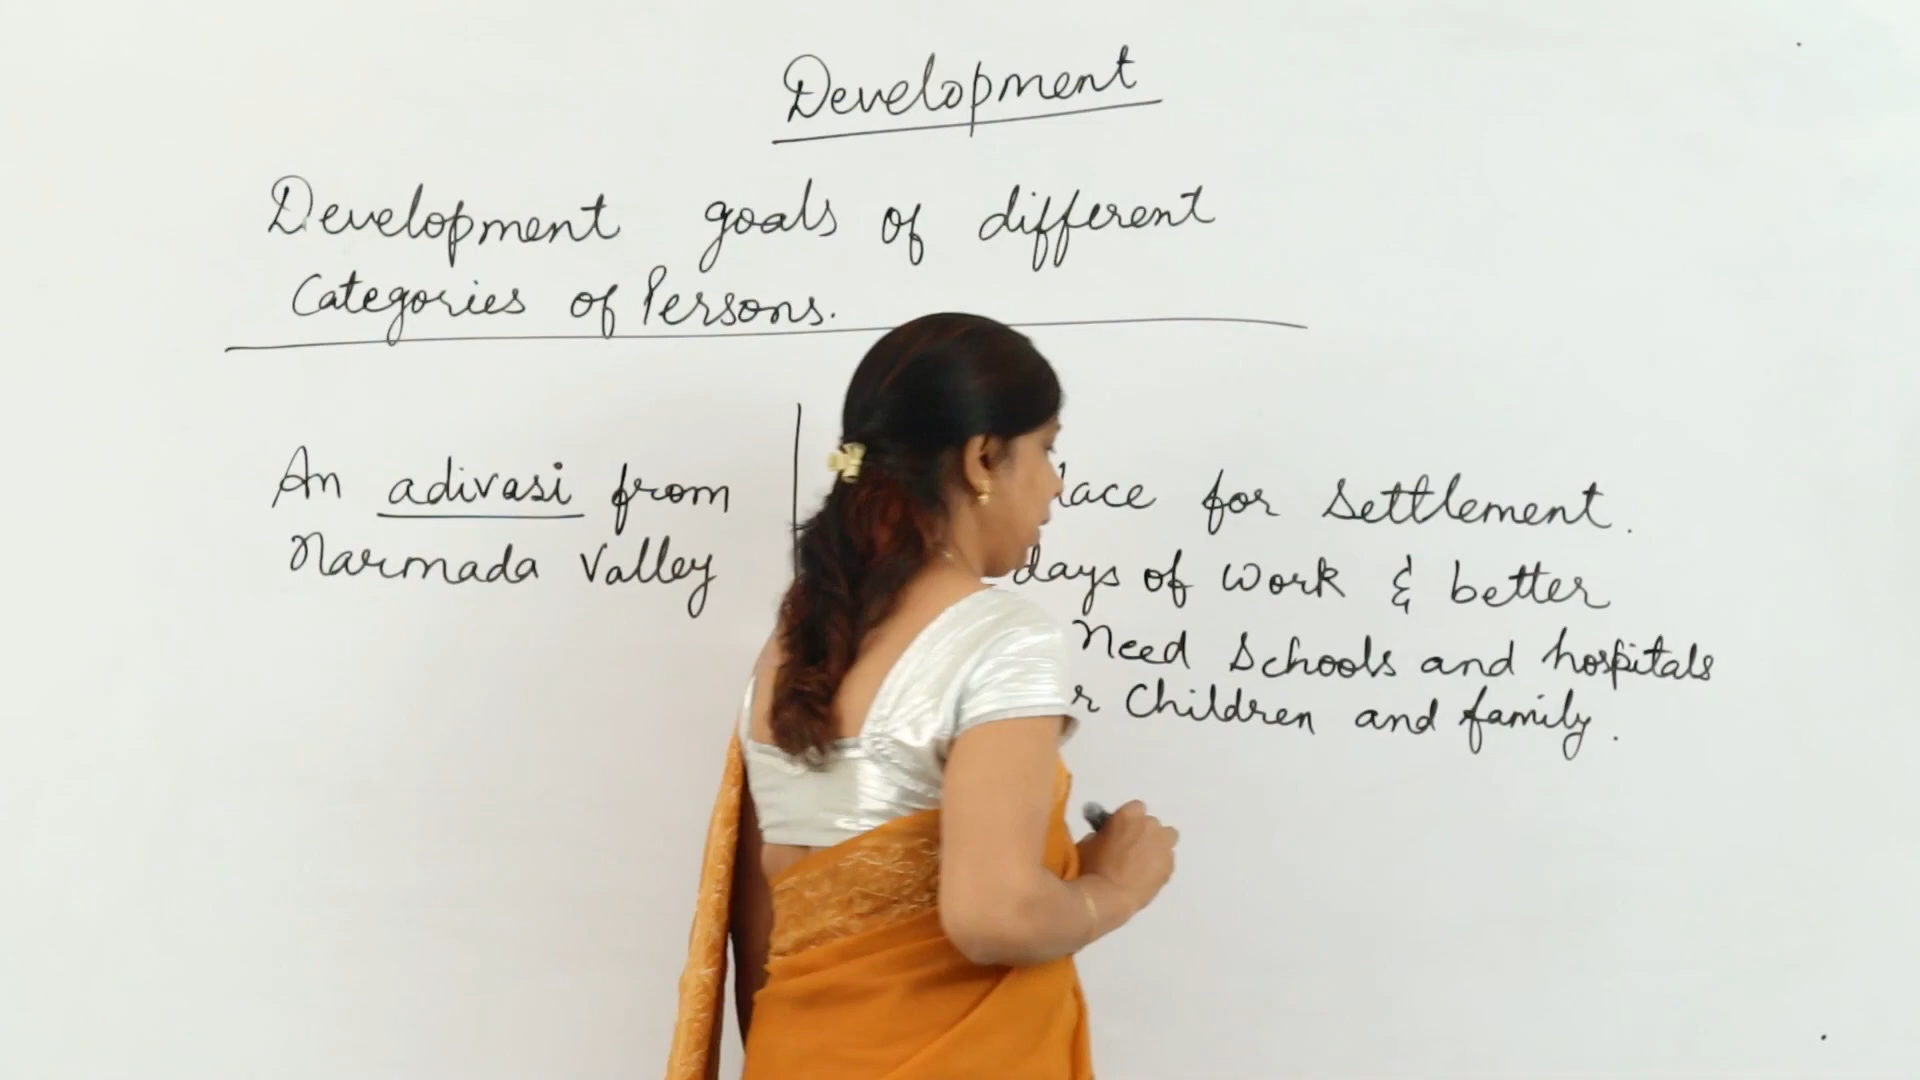 Development
Development goals of different
Categories of Persons.
An adivasi from
Narmada Valley
for settlement.
days of work & better
Need Schools and hospitals
Children and family.